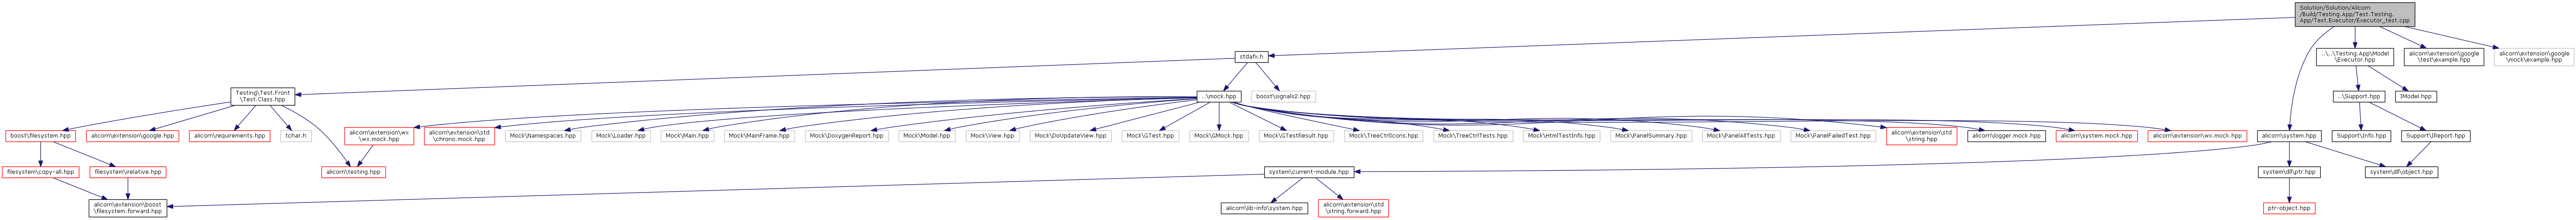 Solution/Solution/Alicorn
/Build/Testing.App/Test.Testing.
App/Test.Executor/Executor_test.cpp
stdafx.h
..\..\Testing.App\Model
\Executor.hpp
alicorn\extension\google
test\example.hpp
alicorn\extension\google
\mock\example.hpp
Testing\Test.Front
\Test.Class.hpp
...\mock.hpp
boost\signals2.hpp
...\Support.hpp
IModel.hpp
boost\filesystem.hpp
alicorn\extension\google.hpp
alicorn\requirements.hpp
tchar.h
alicorn\extension\wx
\wx.mock.hpp
alicorn\extension\std
\chrono.mock.hpp
Mock\Namespaces.hpp
Mock\Loader.hpp
Mock\Main.hpp
Mock\MainFrame.hpp
Mock\DoxygenReport.hpp
Mock\Model.hpp
Mock\View.hpp
Mock\DoUpdateView.hpp
Mock\GTest.hpp
Mock\GMock.hpp
Mock\GTestResult.hpp
Mock\TreeCtrlIcons.hpp
Mock\TreeCtrlTests.hpp
Mock\HtmlTestInfo.hpp
Mock\PanelSummary.hpp
Mock\PanelAllTests.hpp
Mock\PanelFailedTest.hpp
alicorn\extension\std
\string.hpp
alicorn\logger.mock.hpp
alicorn\system.mock.hpp
alicorn\extension\wx.mock.hpp
alicorn\system.hpp
Support\Info.hpp
Support\IReport.hpp
filesystem\copy-all.hpp
filesystem\irelative.hpp
alicorn\testing.hpp
system\current-module.hpp
system\dll\ptr.hpp
system\dll\object.hpp
alicorn\extension\boost
\filesystem.forward.hpp
alicorn\lib-info\system.hpp
alicorn\extension\std
\string.forward.hpp
ptr-object.hpp